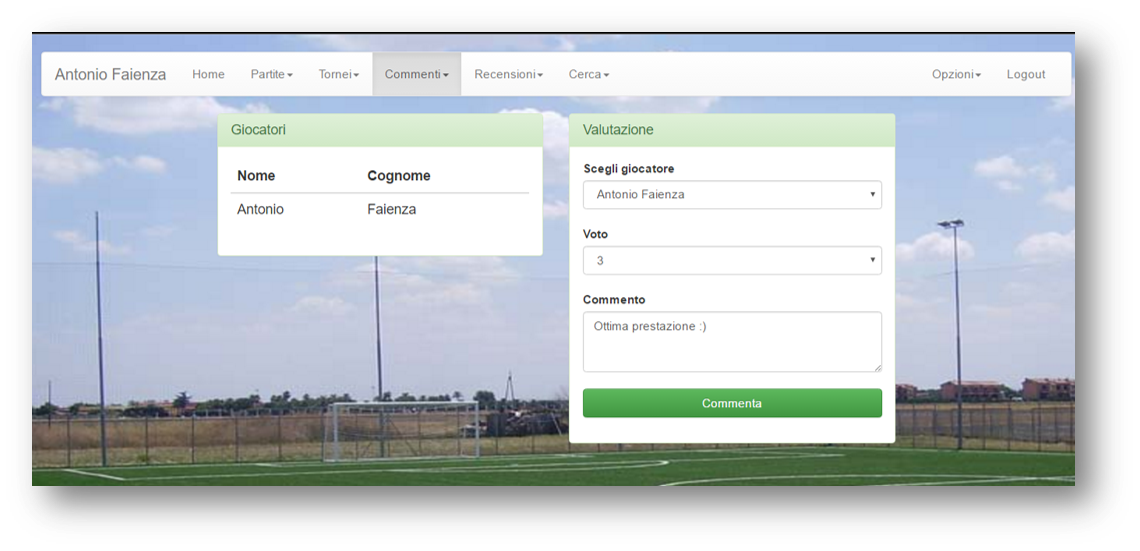 Antonio Faienza Home Partite Tornei Commenti Recensioni Cerca Opzioni Logout
Giocatori
Nome Cognome
Antonio Faienza
Valutazione
Scegli giocatore
Antonio Faienza
Voto
3
Commento
Ottima prestazione :)
Commenta